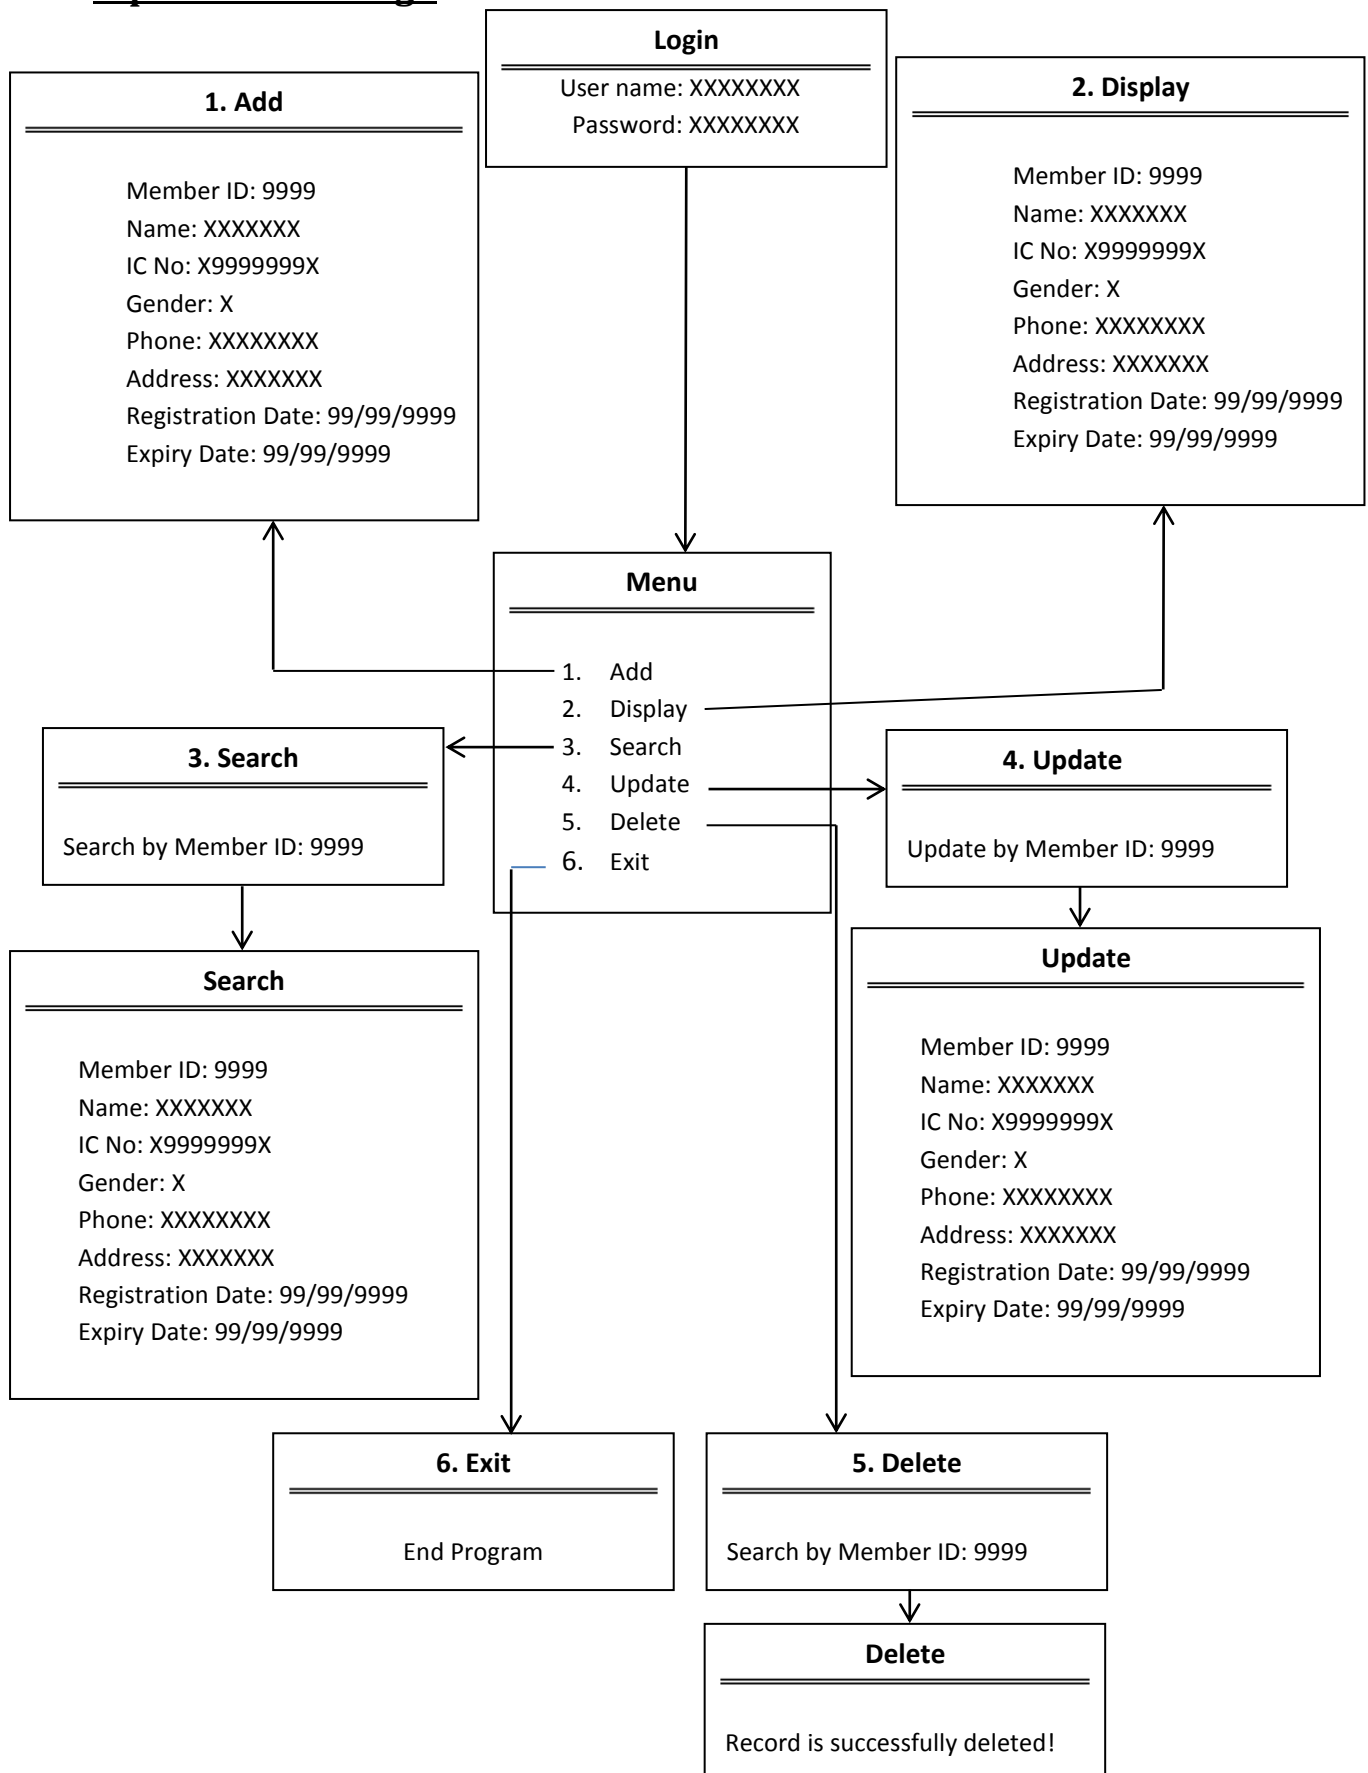 Login
User name: XXXXXXXX
Password: XXXXXXXX
1. Add
Member ID: 9999
Name: XXXXXXX
IC No: X9999999X
Gender: X
Phone: XXXXXXXX
Address: XXXXXXX
Registration Date: 99/99/9999
Expiry Date: 99/99/9999
2. Display
Member ID: 9999
Name: XXXXXXX
IC No: X9999999X
Gender: X
Phone: XXXXXXXX
Address: XXXXXXX
Registration Date: 99/99/9999
Expiry Date: 99/99/9999
Menu
1. Add
2. Display
3. Search
4. Update
5. Delete
6. Exit
3. Search
Search by Member ID: 9999
4. Update
Update by Member ID: 9999
Search
Member ID: 9999
Name: XXXXXXX
IC No: X9999999X
Gender: X
Phone: XXXXXXXX
Address: XXXXXXX
Registration Date: 99/99/9999
Expiry Date: 99/99/9999
Update
Member ID: 9999
Name: XXXXXXX
IC No: X9999999X
Gender: X
Phone: XXXXXXXX
Address: XXXXXXX
Registration Date: 99/99/9999
Expiry Date: 99/99/9999
6. Exit
End Program
5. Delete
Search by Member ID: 9999
Delete
Record is successfully deleted!